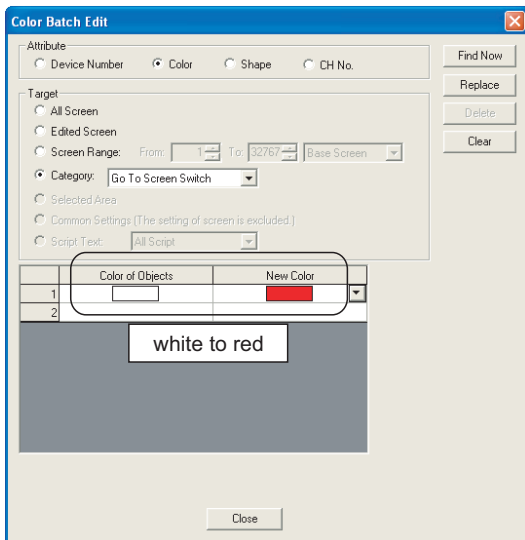 Color Batch Edit
Attribute
Device Number Color Shape CH No.
Find Now
Replace
Delete
Clear
Target
All Screen
Edited Screen
Screen Range: From: 1 To: 32767 Base Screen
Category: Go To Screen Switch
Selected Area
Common Settings (The setting of screen is excluded.)
Script Text: All Script
Color of Objects New Color
1
2
white to red
Close